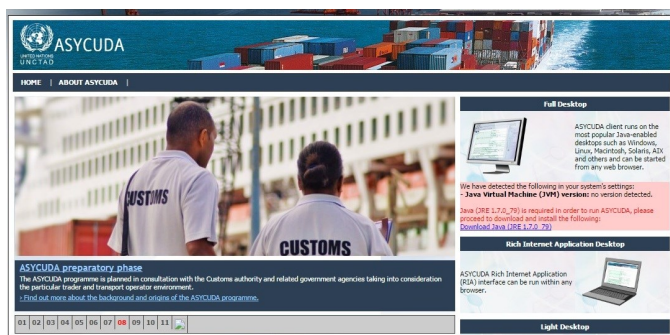 UNITED NATIONS
UNCTAD
ASYCUDA
HOME | ABOUT ASYCUDA |
CUSTOMS
CUSTOMS
ASYCUDA preparatory phase
The ASYCUDA programme is planned in consultation with the Customs authority and related government agencies taking into consideration
the particular trader and transport operator environment.
- Find out more about the background and origins of the ASYCUDA programme.
01 02 03 04 05 06 07 08 09 10 11
Full Desktop
ASYCUDA client runs on the
most popular Java-enabled
desktops such as Windows,
Linux, Macintosh, Solaris, AIX
and others and can be started
from any web browser.
We have detected the following in your system's settings:
- Java Virtual Machine (JVM) version: no version detected.
Java (JRE 1.7.0_79) is required in order to run ASYCUDA, please
proceed to download and install the following:
Download Java (JRE 1.7.0_79)
Rich Internet Application Desktop
ASYCUDA Rich Internet Application
(RIA) interface can be run within any
browser.
Light Desktop